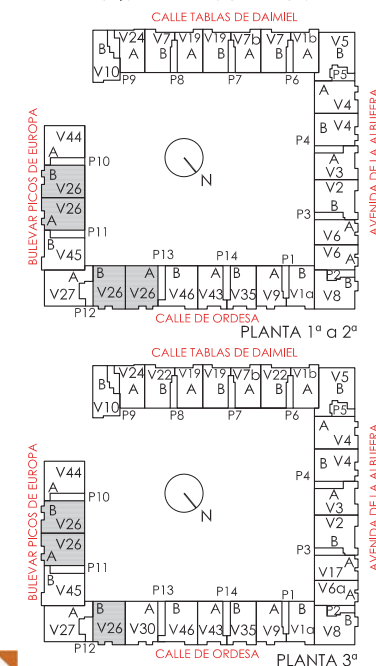 CALLE TABLAS DE DAIMIEL
B V10 V24 A V7 B V19 A V19 B V7b A V7 B V1b A V5 B
P9 P8 P7 P6 P5
A V4
B V4
P4
A V3
V2
B
P3
V6 A
V6 A
P2
V8 B
AVENIDA DE LA ALBUFERA
BULEVAR PICOS DE EUROPA
V44
A
P10
B V26
V26
A
P11
B V45
N
P13 P14 P1
A V27 B V26 A V26 B V46 A V43 B V35 A V9 B V1a
P12
CALLE DE ORDESA
PLANTA 1ª a 2ª
CALLE TABLAS DE DAIMIEL
B V10 V24 A V22 B V19 A V19 B V7b A V22 B V1b A V5 B
P9 P8 P7 P6 P5
A V4
B V4
P4
A V3
V2
B
P3
V17 A
V6a A
P2
V8 B
AVENIDA DE LA ALBUFERA
BULEVAR PICOS DE EUROPA
V44
A
P10
B V26
V26
A
P11
B V45
N
P13 P14 P1
A V27 B V26 A V30 B V46 A V43 B V35 A V9 B V1a
P12
CALLE DE ORDESA
PLANTA 3ª